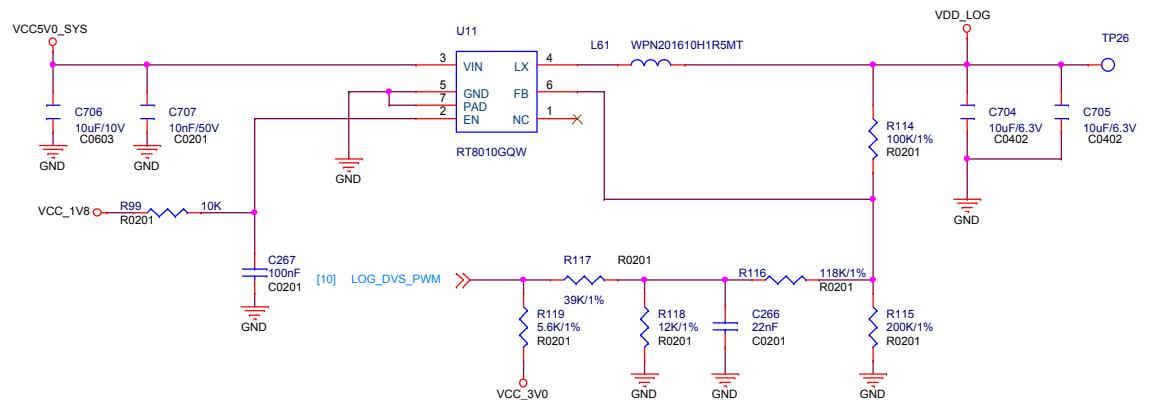 VCC5V0_SYS
U11
L61 WPN201610H1R5MT
VDD_LOG
TP26
3 VIN LX 4
5 GND FB 6
7 PAD
2 EN NC 1
RT8010GQW
C706
10uF/10V
C0603
GND
C707
10nF/50V
C0201
GND
GND
R114
100K/1%
R0201
C704
10uF/6.3V
C0402
C705
10uF/6.3V
C0402
GND
VCC_1V8
R99 10K
R0201
C267
100nF
C0201
GND
[10] LOG_DVS_PWM
R117 R0201
39K/1%
R116 118K/1%
R0201
R119
5.6K/1%
R0201
VCC_3V0
R118
12K/1%
R0201
GND
C266
22nF
C0201
GND
R115
200K/1%
R0201
GND